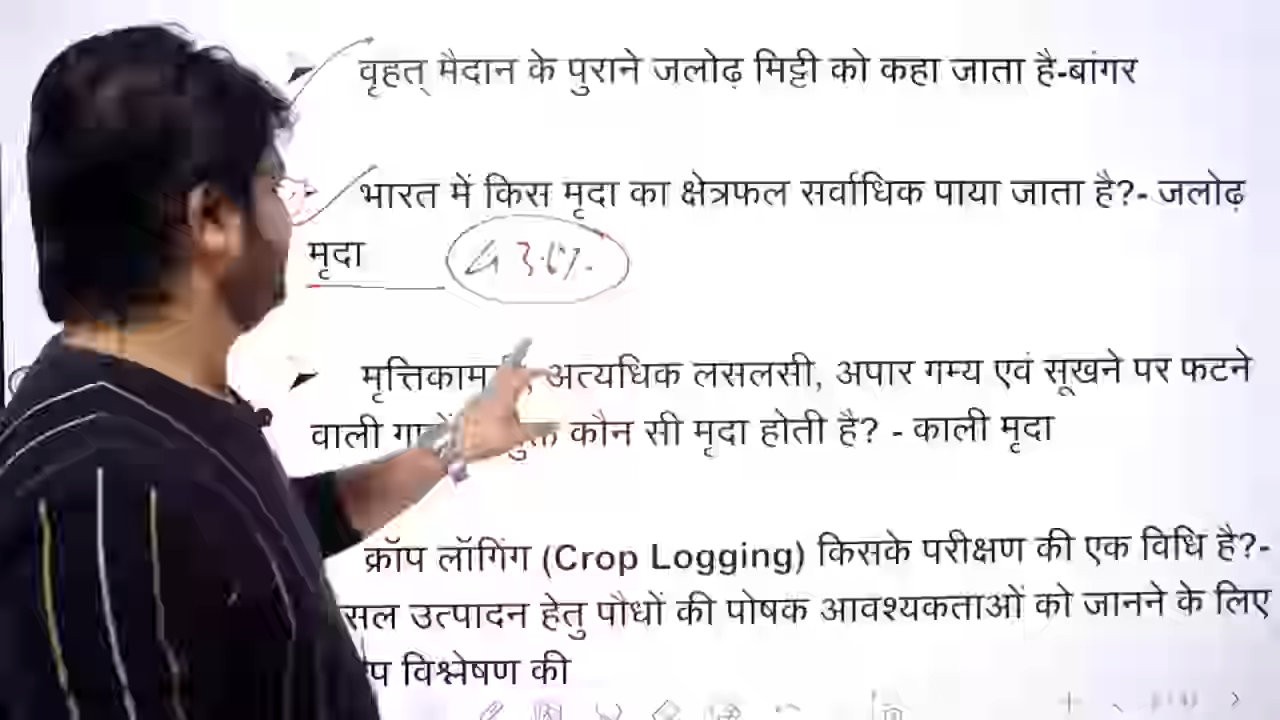 वृहत् मैदान के पुराने जलोढ़ मिट्टी को कहा जाता है-बांगर
भारत में किस मृदा का क्षेत्रफल सर्वाधिक पाया जाता है?- जलोढ़
मृदा
अत्यधिक लसलसी, अपार गम्य एवं सूखने पर फटने
वाली कौन सी मृदा होती है? - काली मृदा
क्रॉप लॉगिंग (Crop Logging) किसके परीक्षण की एक विधि है?-
उत्पादन हेतु पौधों की पोषक आवश्यकताओं को जानने के लिए
विश्लेषण की